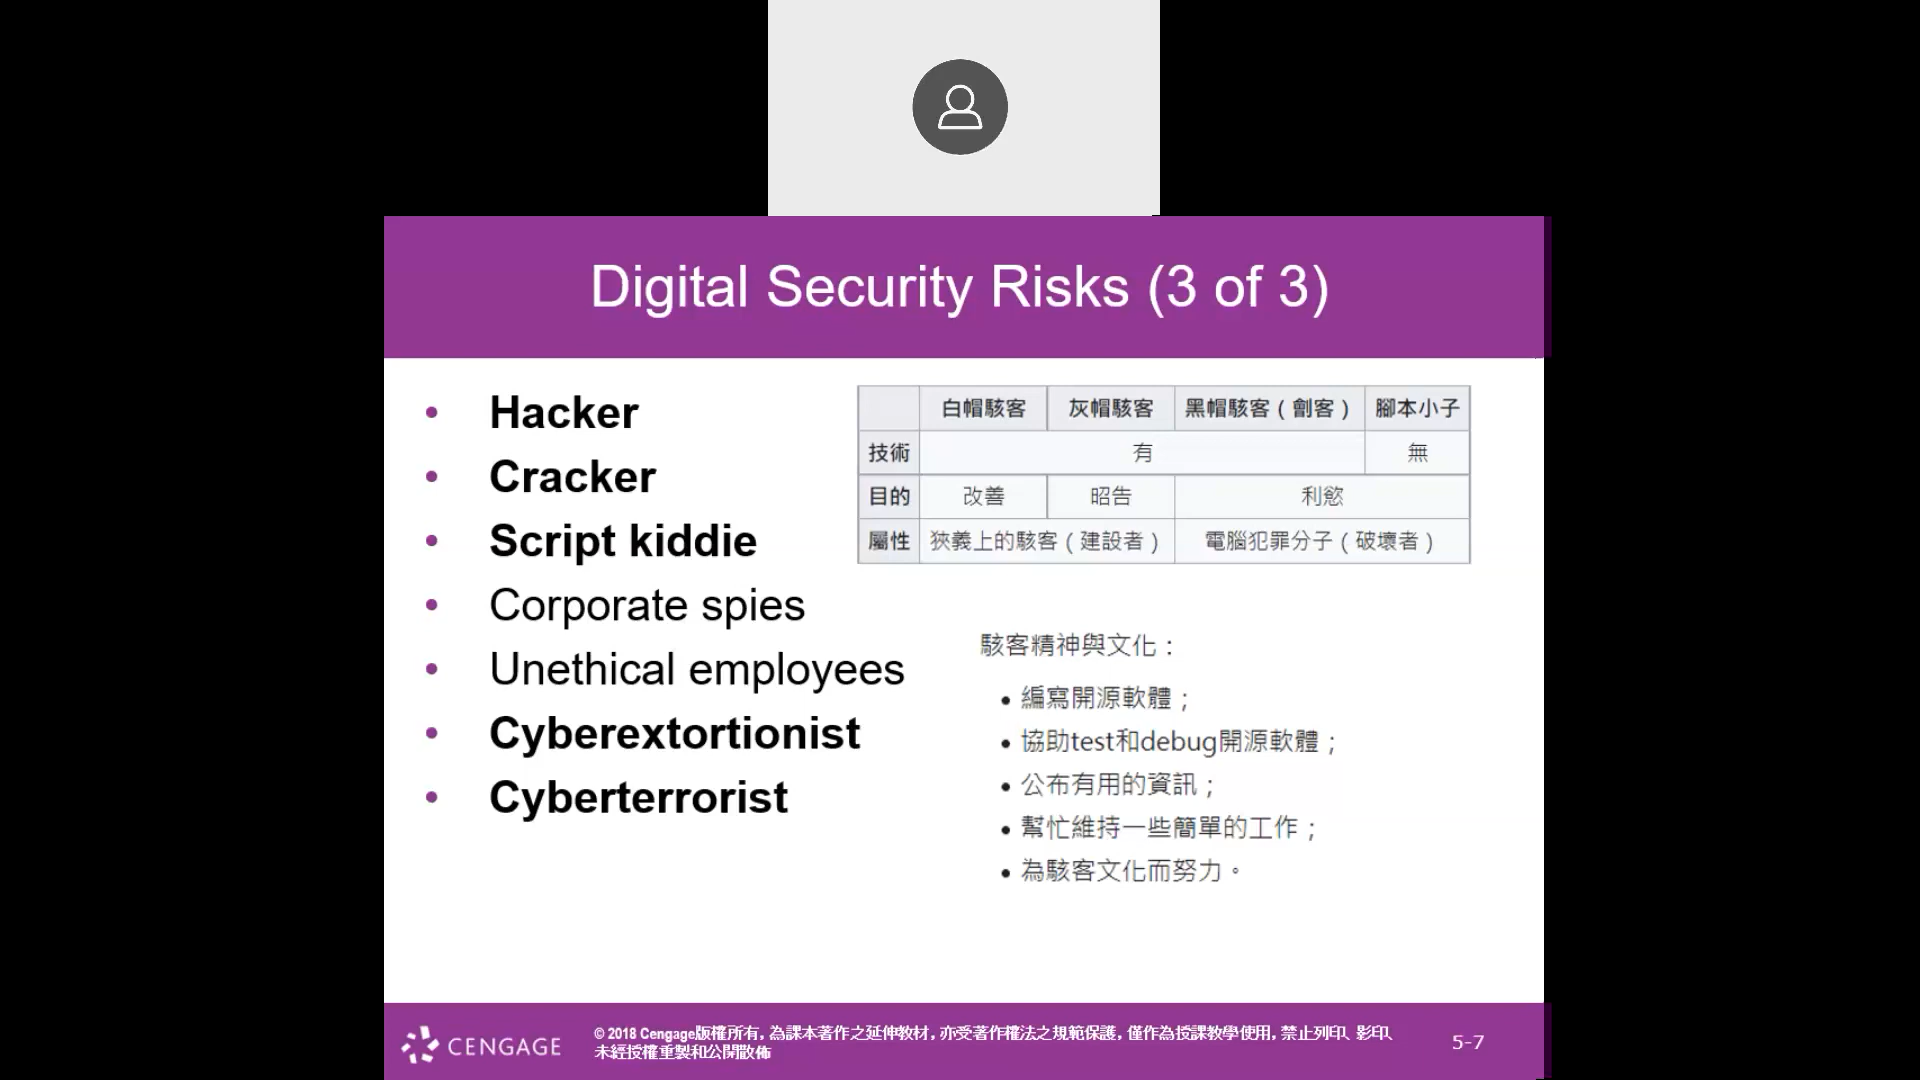 Digital Security Risks (3 of 3)
• Hacker
• Cracker
• Script kiddie
• Corporate spies
• Unethical employees
• Cyberextortionist
• Cyberterrorist
白帽駭客 灰帽駭客 黑帽駭客（劊客） 腳本小子
技術 有 無
目的 改善 昭告 利慾
屬性 狹義上的駭客（建設者） 電腦犯罪分子（破壞者）
駭客精神與文化：
• 編寫開源軟體；
• 協助test和debug開源軟體；
• 公布有用的資訊；
• 幫忙維持一些簡單的工作；
• 為駭客文化而努力。
CENGAGE
© 2018 Cengage版權所有, 為課本著作之延伸教材, 亦受著作權法之規範保護, 僅作為授課教學使用, 禁止列印、影印、
未經授權重製和公開散佈
5-7